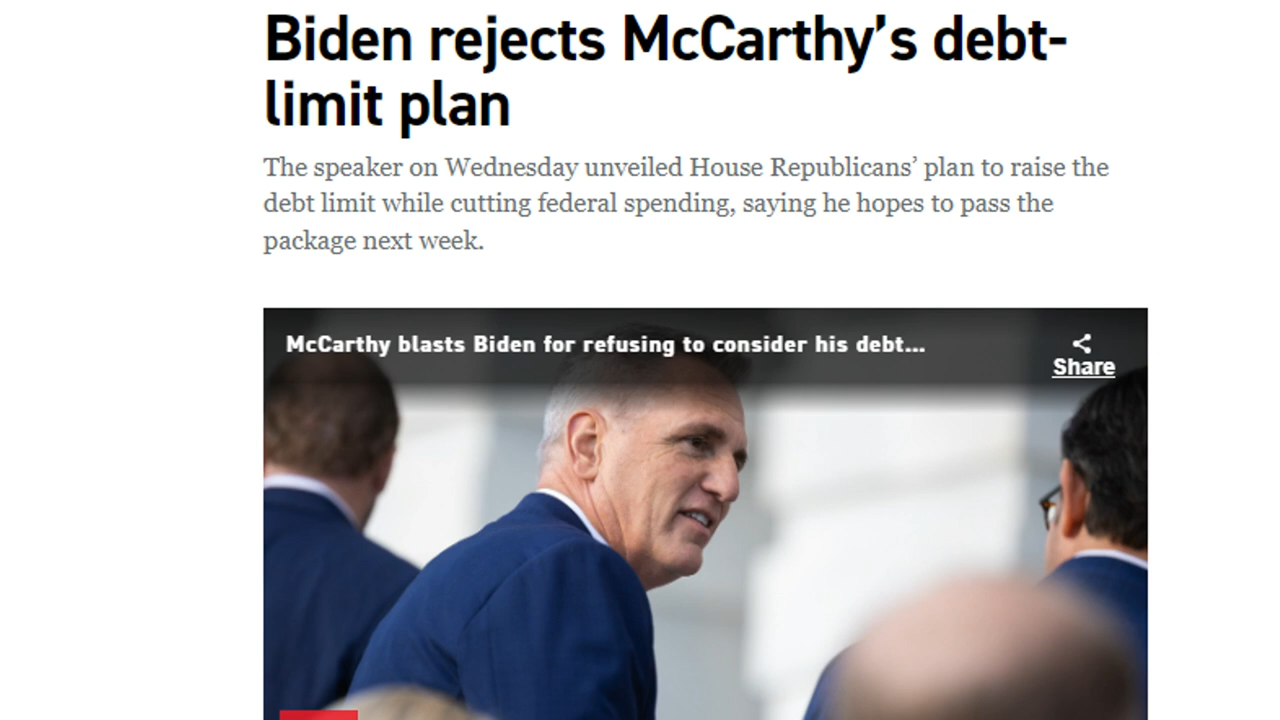 Biden rejects McCarthy’s debt-
limit plan
The speaker on Wednesday unveiled House Republicans’ plan to raise the
debt limit while cutting federal spending, saying he hopes to pass the
package next week.
McCarthy blasts Biden for refusing to consider his debt...
Share